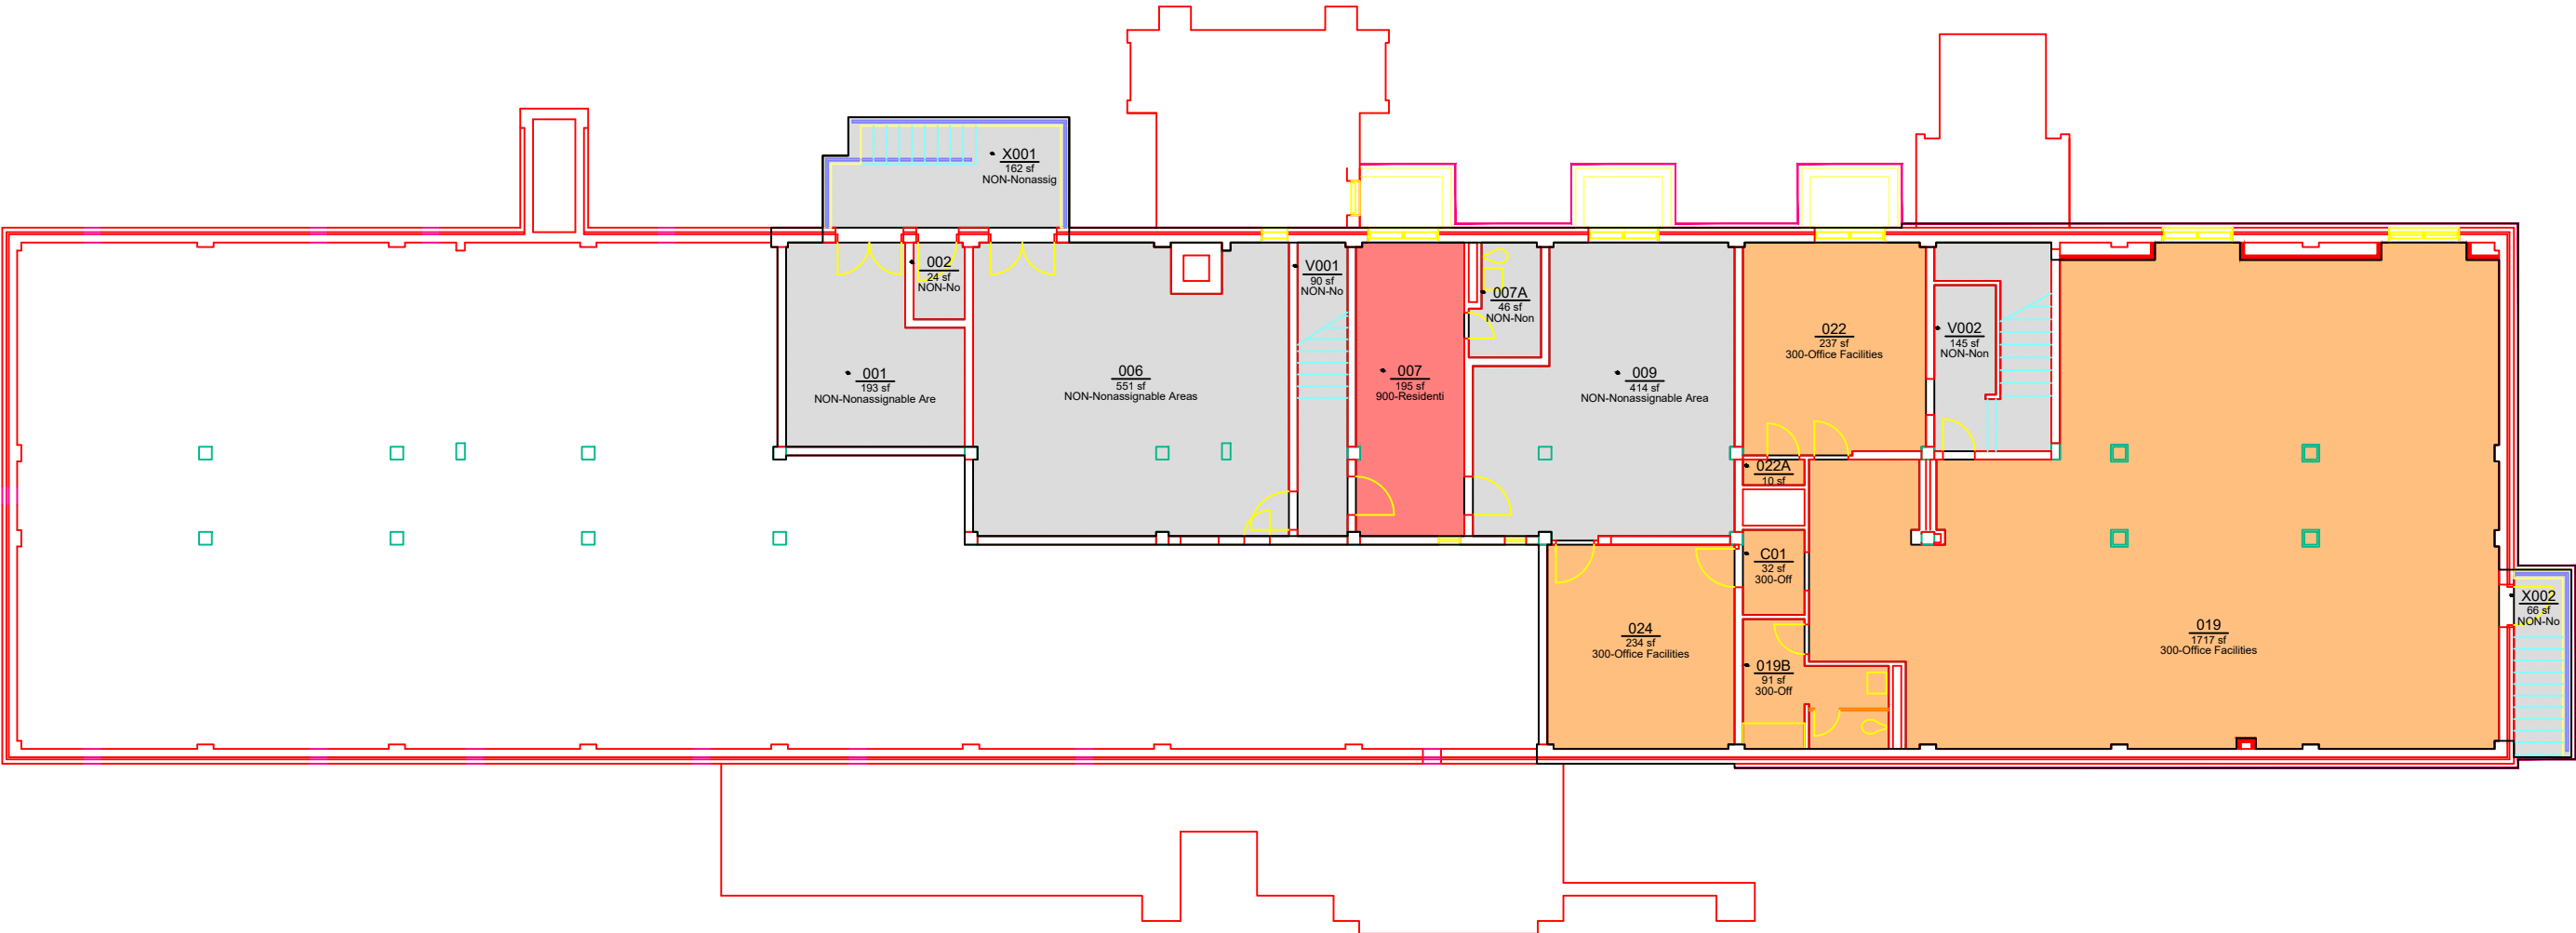 X001
162 sf
NON-Nonassig
002
24 sf
NON-No
V001
90 sf
NON-No
007A
46 sf
NON-Non
022
237 sf
300-Office Facilities
V002
145 sf
NON-Non
001
193 sf
NON-Nonassignable Are
006
551 sf
NON-Nonassignable Areas
007
195 sf
900-Residenti
009
414 sf
NON-Nonassignable Area
022A
10 sf
C01
32 sf
300-Off
X002
66 sf
NON-No
024
234 sf
300-Office Facilities
019
1717 sf
300-Office Facilities
019B
91 sf
300-Off